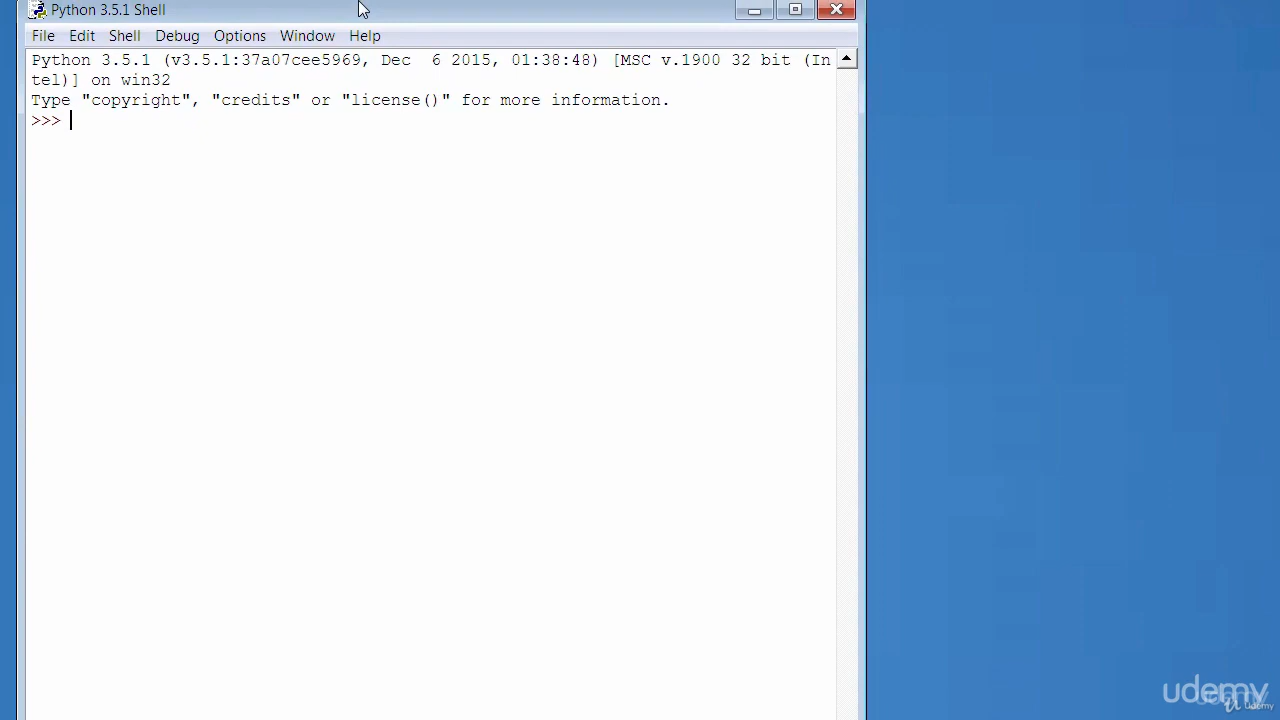 Python 3.5.1 Shell
File Edit Shell Debug Options Window Help
Python 3.5.1 (v3.5.1:37a07cee5969, Dec  6 2015, 01:38:48) [MSC v.1900 32 bit (In
tel)] on win32
Type "copyright", "credits" or "license()" for more information.
>>>
udemy
Udemy